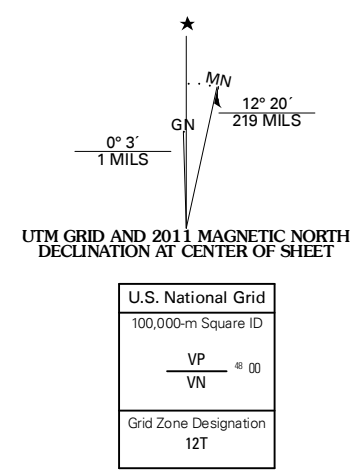 ★
MN
GN
12° 20´
219 MILS
0° 3´
1 MILS
UTM GRID AND 2011 MAGNETIC NORTH
DECLINATION AT CENTER OF SHEET
U.S. National Grid
100,000-m Square ID
VP
48 00
VN
Grid Zone Designation
12T